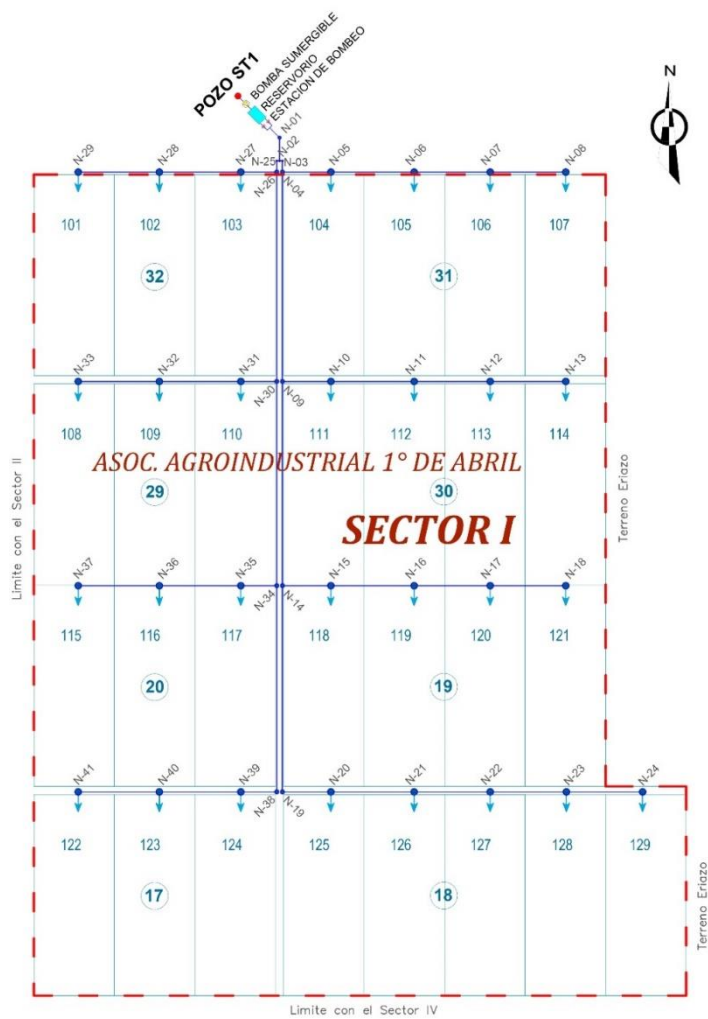 POZO ST1
BOMBA SUMERGIBLE
RESERVORIO
ESTACION DE BOMBEO
N-01
N-02
N
N-29
N-28
N-27
N-25
N-03
N-05
N-06
N-07
N-08
N-26
N-04
101
102
103
104
105
106
107
32
31
N-33
N-32
N-31
N-10
N-11
N-12
N-13
N-30
N-09
108
109
110
111
112
113
114
ASOC. AGROINDUSTRIAL 1° DE ABRIL
29
30
SECTOR I
Limite con el Sector II
Terreno Eriazo
N-37
N-36
N-35
N-15
N-16
N-17
N-18
N-34
N-14
115
116
117
118
119
120
121
20
19
N-41
N-40
N-39
N-20
N-21
N-22
N-23
N-24
N-38
N-19
122
123
124
125
126
127
128
129
17
18
Terreno Eriazo
Limite con el Sector IV